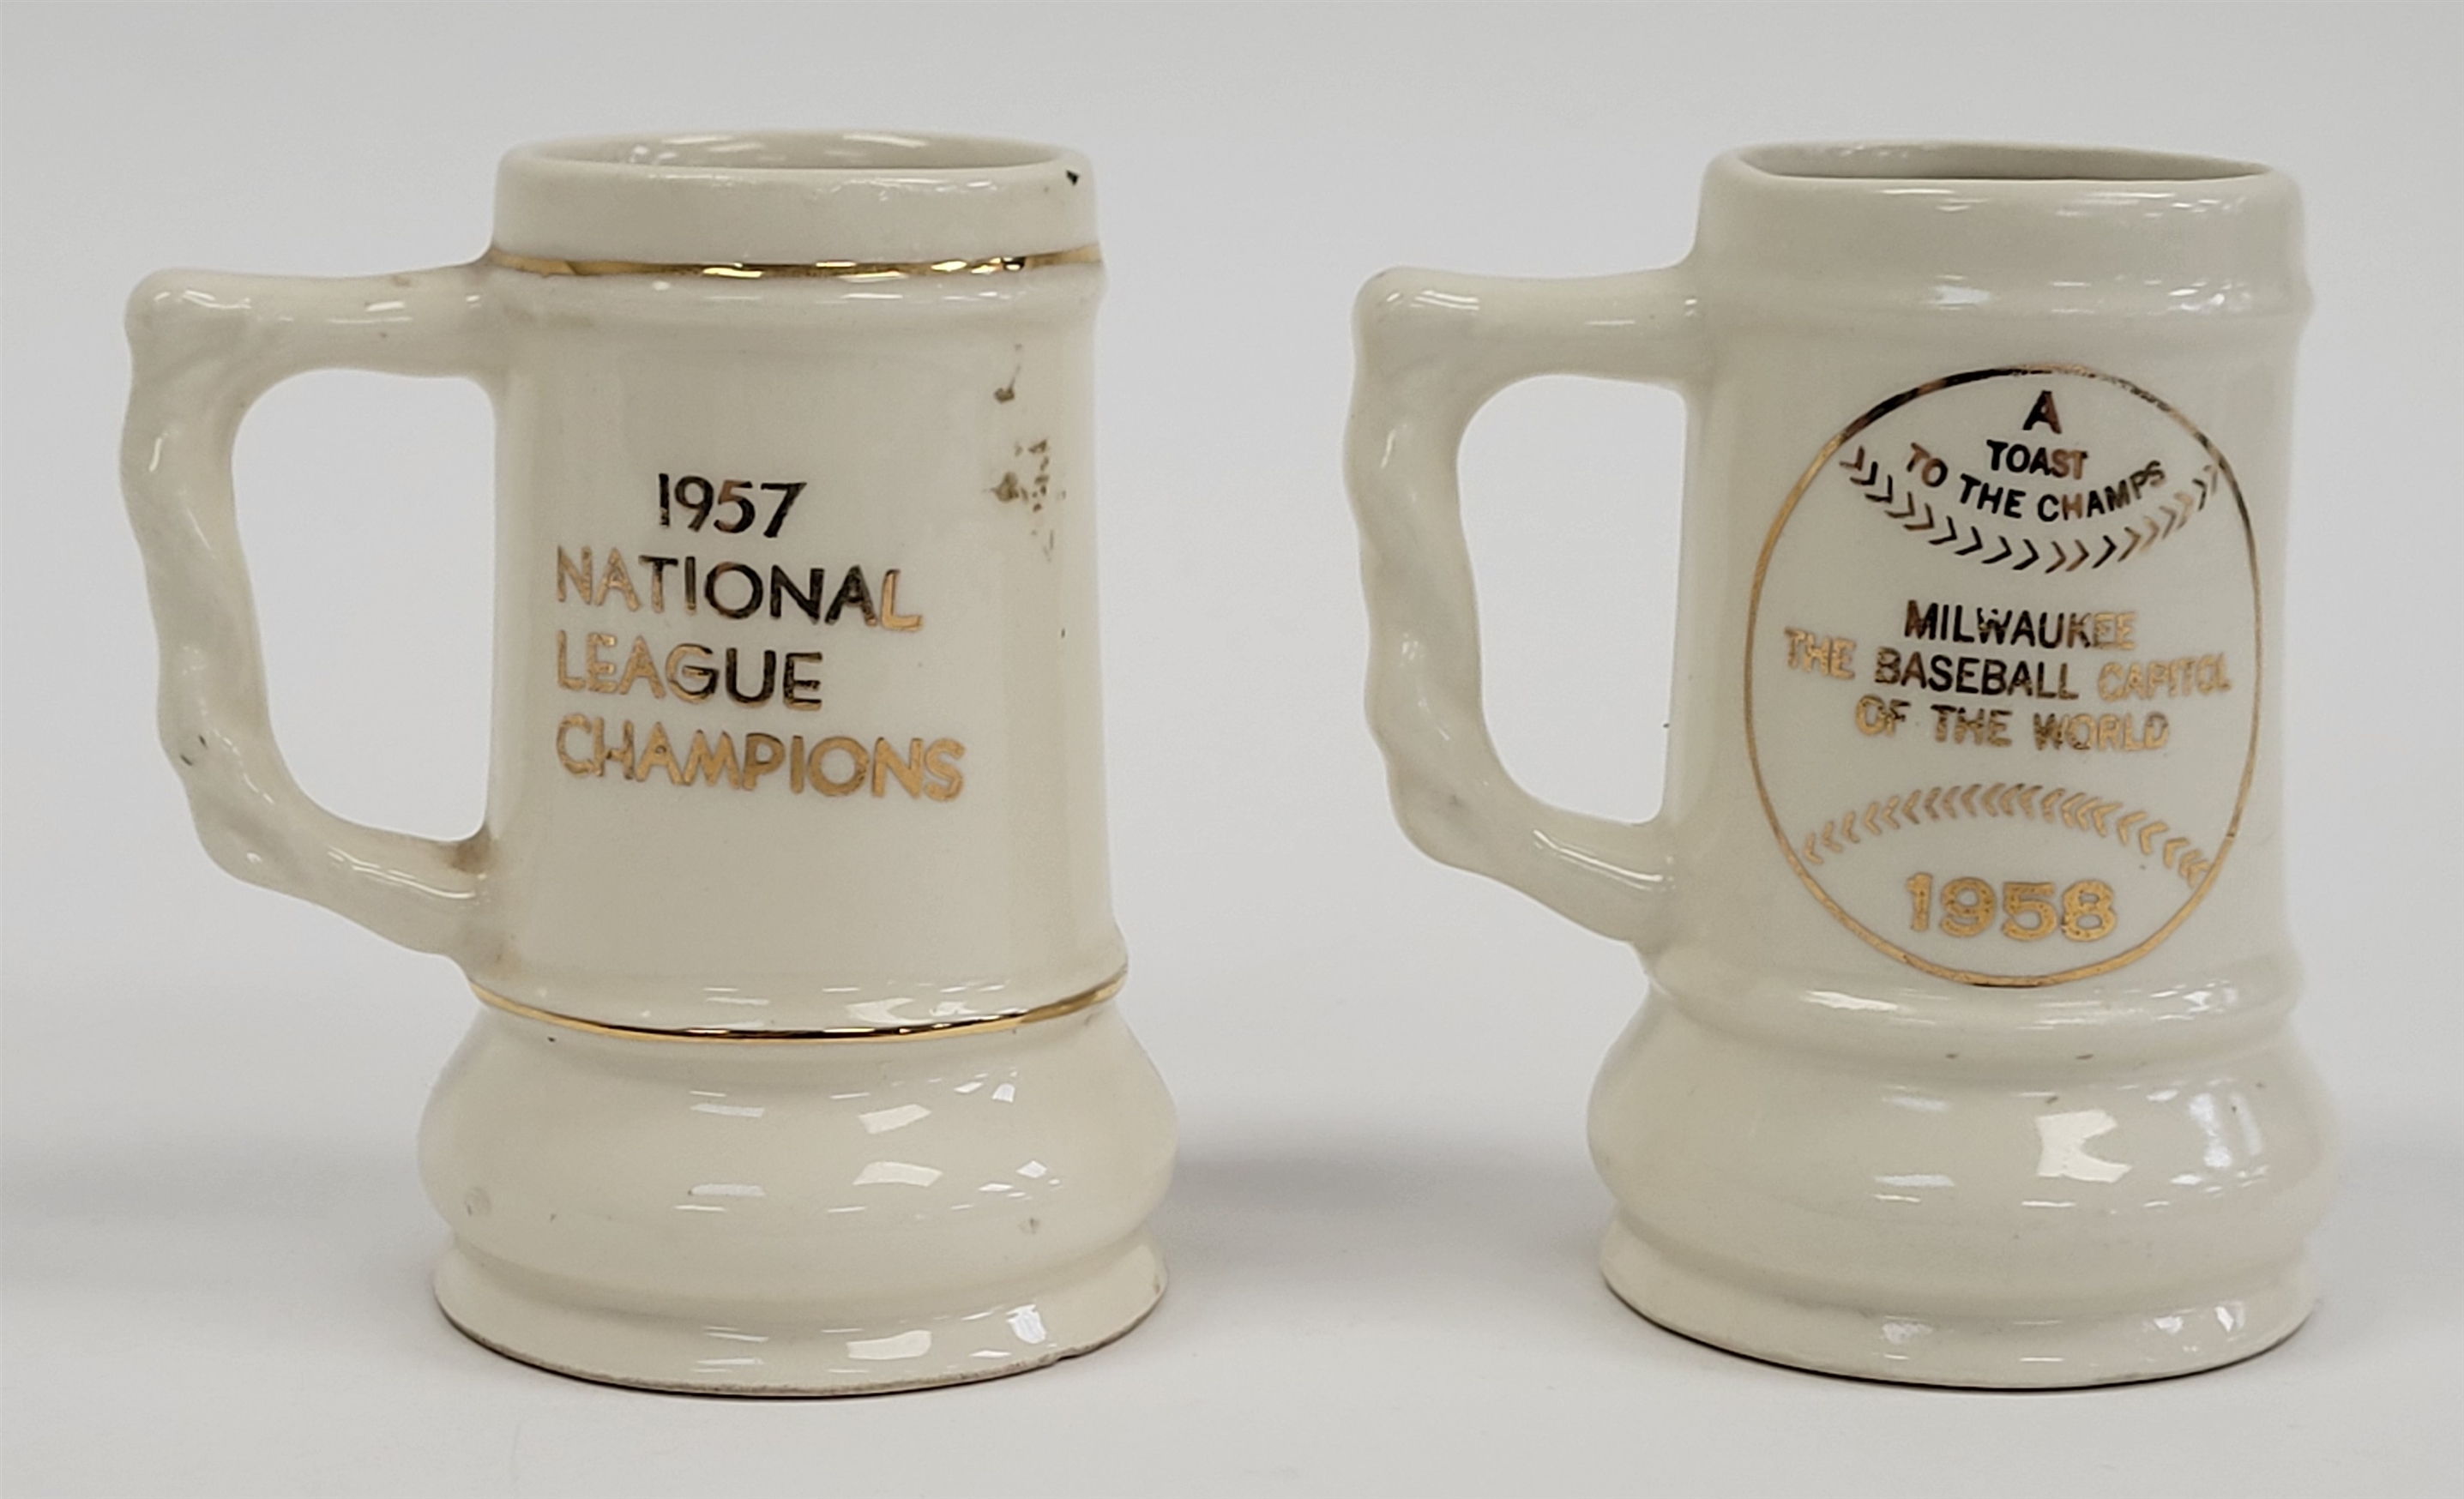 1957
NATIONAL
LEAGUE
CHAMPIONS
A
TOAST
TO THE CHAMPS
MILWAUKEE
THE BASEBALL CAPITOL
OF THE WORLD
1958